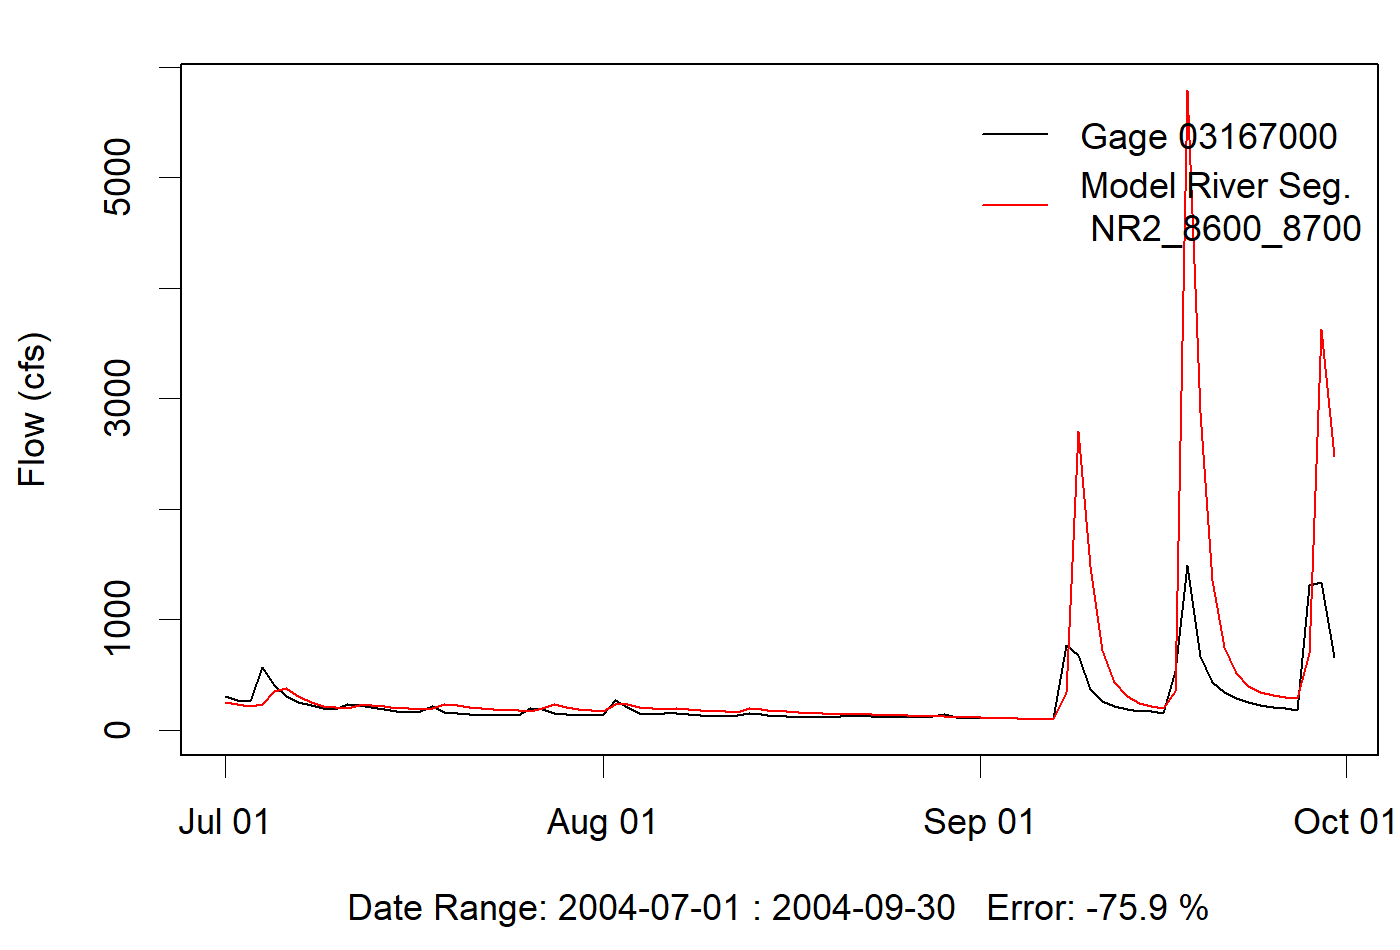 Gage 03167000
Model River Seg.
NR2_8600_8700
Flow (cfs)
5000
3000
1000
0
Jul 01 Aug 01 Sep 01 Oct 01
Date Range: 2004-07-01 : 2004-09-30 Error: -75.9 %